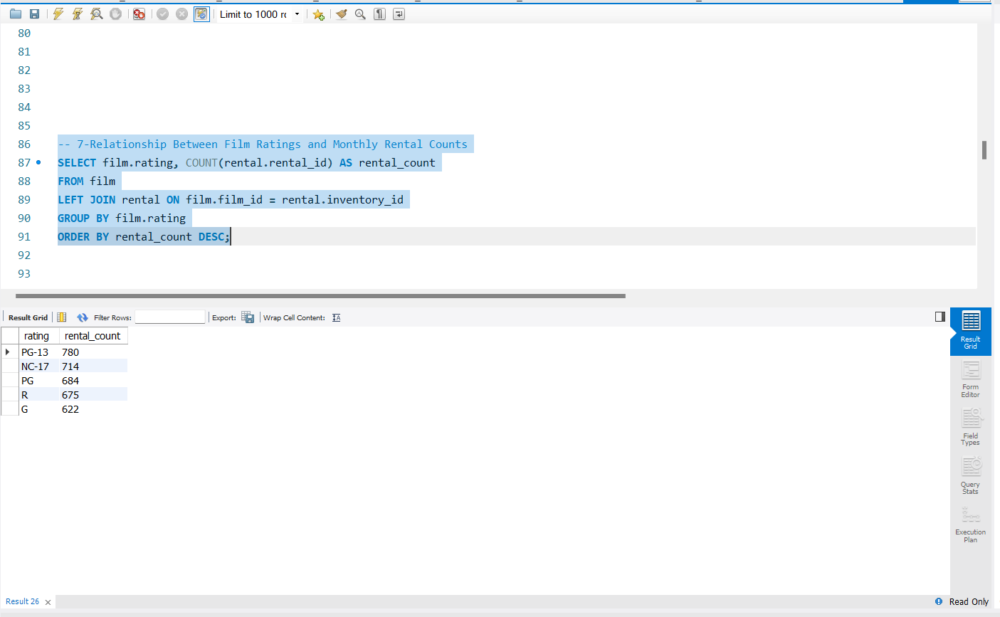 Limit to 1000 rc
80
81
82
83
84
85
86 -- 7-Relationship Between Film Ratings and Monthly Rental Counts
87 SELECT film.rating, COUNT(rental.rental_id) AS rental_count
88 FROM film
89 LEFT JOIN rental ON film.film_id = rental.inventory_id
90 GROUP BY film.rating
91 ORDER BY rental_count DESC;
92
93
Result Grid Filter Rows: Export: Wrap Cell Content: IA
rating rental_count
PG-13 780
NC-17 714
PG 684
R 675
G 622
Result
Grid
Form
Editor
Field
Types
Query
Stats
Execution
Plan
Result 26
Read Only